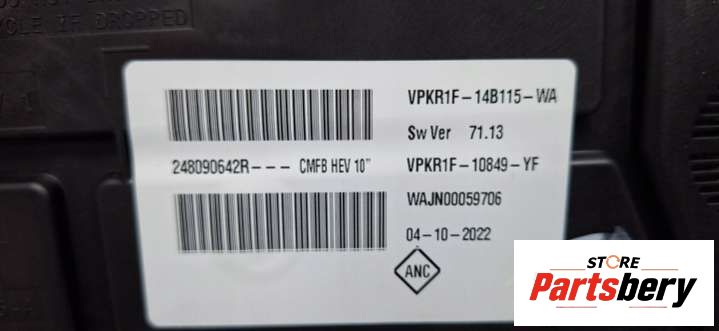 CYCLE IF DROPPED
VPKR1F-14B115-WA
Sw Ver 71.13
248090642R--- CMFB HEV 10"
VPKR1F-10849-YF
WAJN00059706
04-10-2022
ANC
STORE
Partsbery